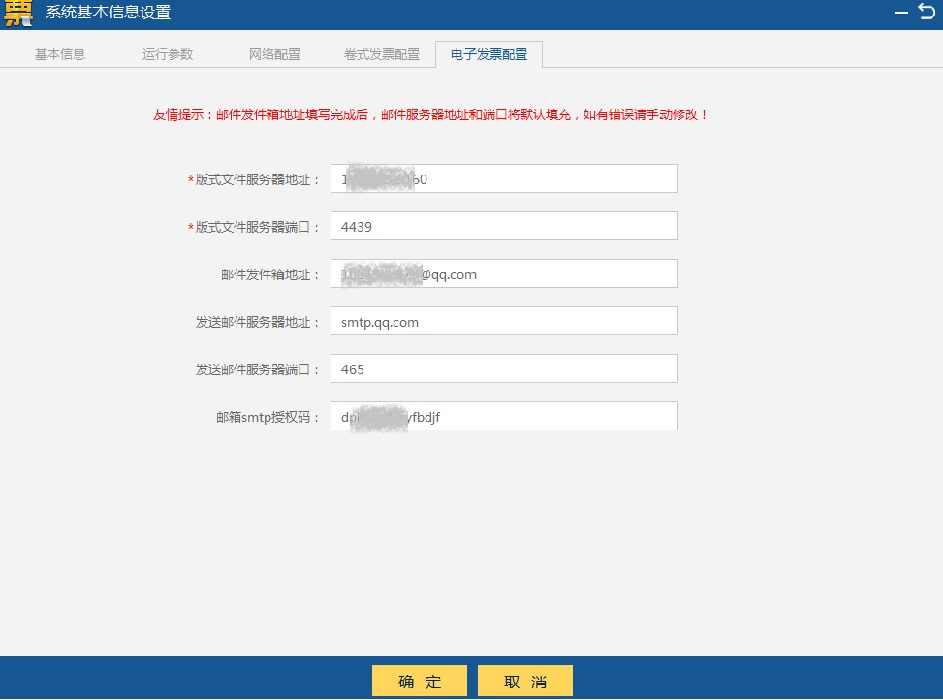 票 系统基本信息设置
基本信息 运行参数 网络配置 卷式发票配置 电子发票配置
友情提示：邮件发件箱地址填写完成后，邮件服务器地址和端口将默认填充，如有错误请手动修改！
*版式文件服务器地址：
*版式文件服务器端口： 4439
邮件发件箱地址： @qq.com
发送邮件服务器地址： smtp.qq.com
发送邮件服务器端口： 465
邮箱smtp授权码：
确 定 取 消